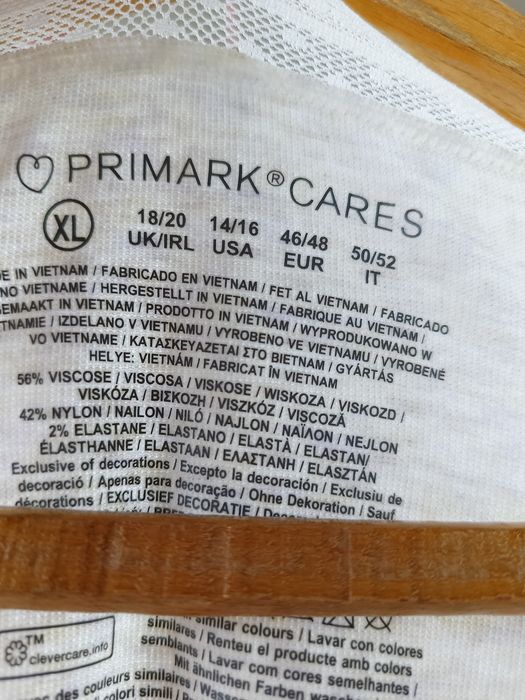 PRIMARK® CARES
XL 18/20 14/16 46/48 50/52
UK/IRL USA EUR IT
IN VIETNAM / FABRICADO EN VIETNAM / FET AL VIETNAM / FABRICADO
NO VIETNAME / HERGESTELLT IN VIETNAM / FABRIQUE AU VIETNAM /
GEMAAKT IN VIETNAM / PRODOTTO IN VIETNAM / WYPRODUKOWANO W
/ IZDELANO V VIETNAMU / VYROBENO VE VIETNAMU / VYROBENÉ
VO VIETNAME / ΚΑΤΑΣΚΕΥΑΖΕΤΑΙ ΣΤΟ ΒΙΕΤΝΑΜ / GYÁRTÁS
HELYE: VIETNÁM / FABRICAT ÎN VIETNAM
56% VISCOSE / VISCOSA / VISKOSE / WISKOZA / VISKOZO /
VISKÓZA / ΒΙΣΚΟΖΗ / VISZKÓZ / VISCOZĂ
42% NYLON / NAILON / NILÓ / NAJLON / ΝΑΪΛΟΝ / NEJLON
2% ELASTANE / ELASTANO / ELASTÀ / ELASTAN/
ÉLASTHANNE / ELASTAAN / ΕΛΑΣΤΑΝΗ / ELASZTÁN
Exclusive of decorations / Excepto la decoración / Exclusiu de
decoració / Apenas para decoração / Ohne Dekoration / Sauf
décorations / EXCLUSIEF DECORATIE /
similar colours / Lavar con colores
similares / Renteu el producte amb colors
TM semblants / Lavar com cores semelhantes /
clevercare.info Mit ähnlichen Farben
des couleurs similaires /
colori simili /